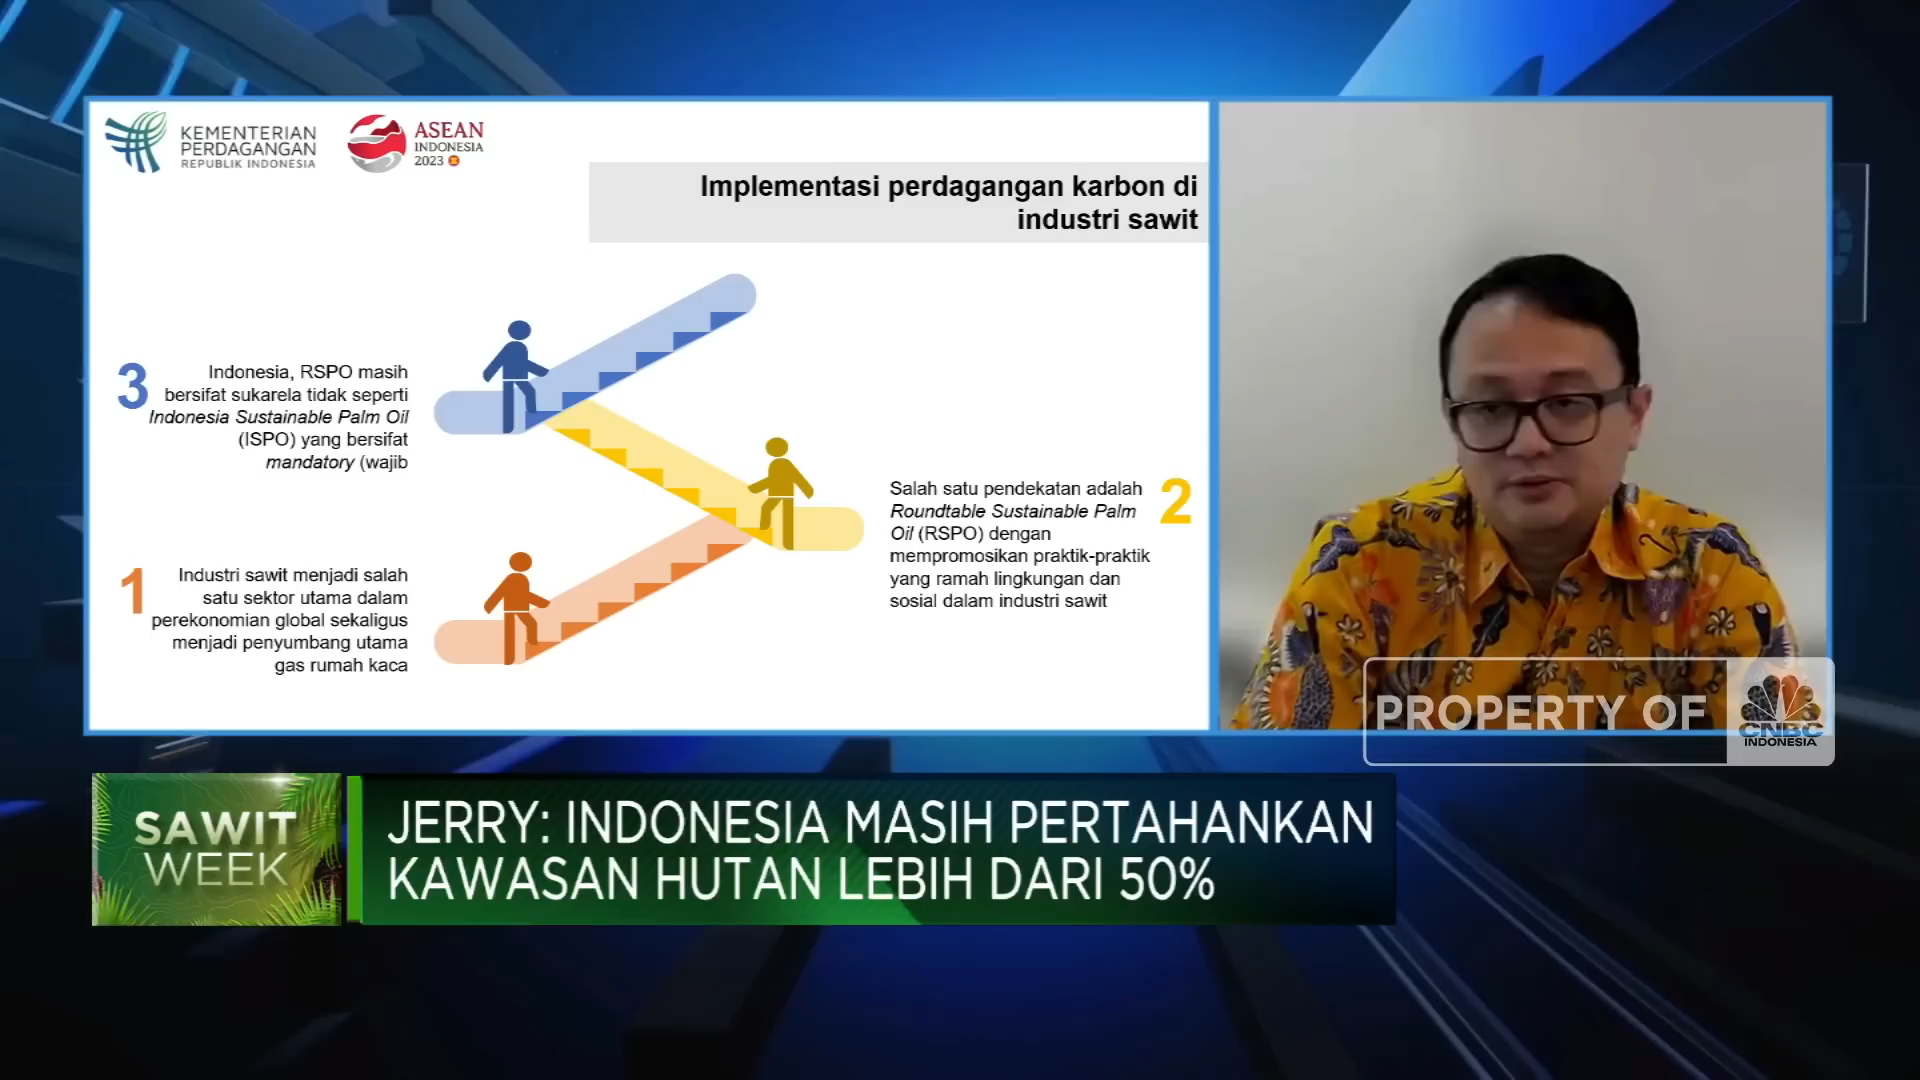 KEMENTERIAN
PERDAGANGAN
REPUBLIK INDONESIA
ASEAN
INDONESIA
2023
Implementasi perdagangan karbon di
industri sawit
3
Indonesia, RSPO masih
bersifat sukarela tidak seperti
Indonesia Sustainable Palm Oil
(ISPO) yang bersifat
mandatory (wajib
Salah satu pendekatan adalah
Roundtable Sustainable Palm
Oil (RSPO) dengan
mempromosikan praktik-praktik
yang ramah lingkungan dan
sosial dalam industri sawit
2
1
Industri sawit menjadi salah
satu sektor utama dalam
perekonomian global sekaligus
menjadi penyumbang utama
gas rumah kaca
PROPERTY OF
CNBC
INDONESIA
SAWIT
WEEK
JERRY: INDONESIA MASIH PERTAHANKAN
KAWASAN HUTAN LEBIH DARI 50%